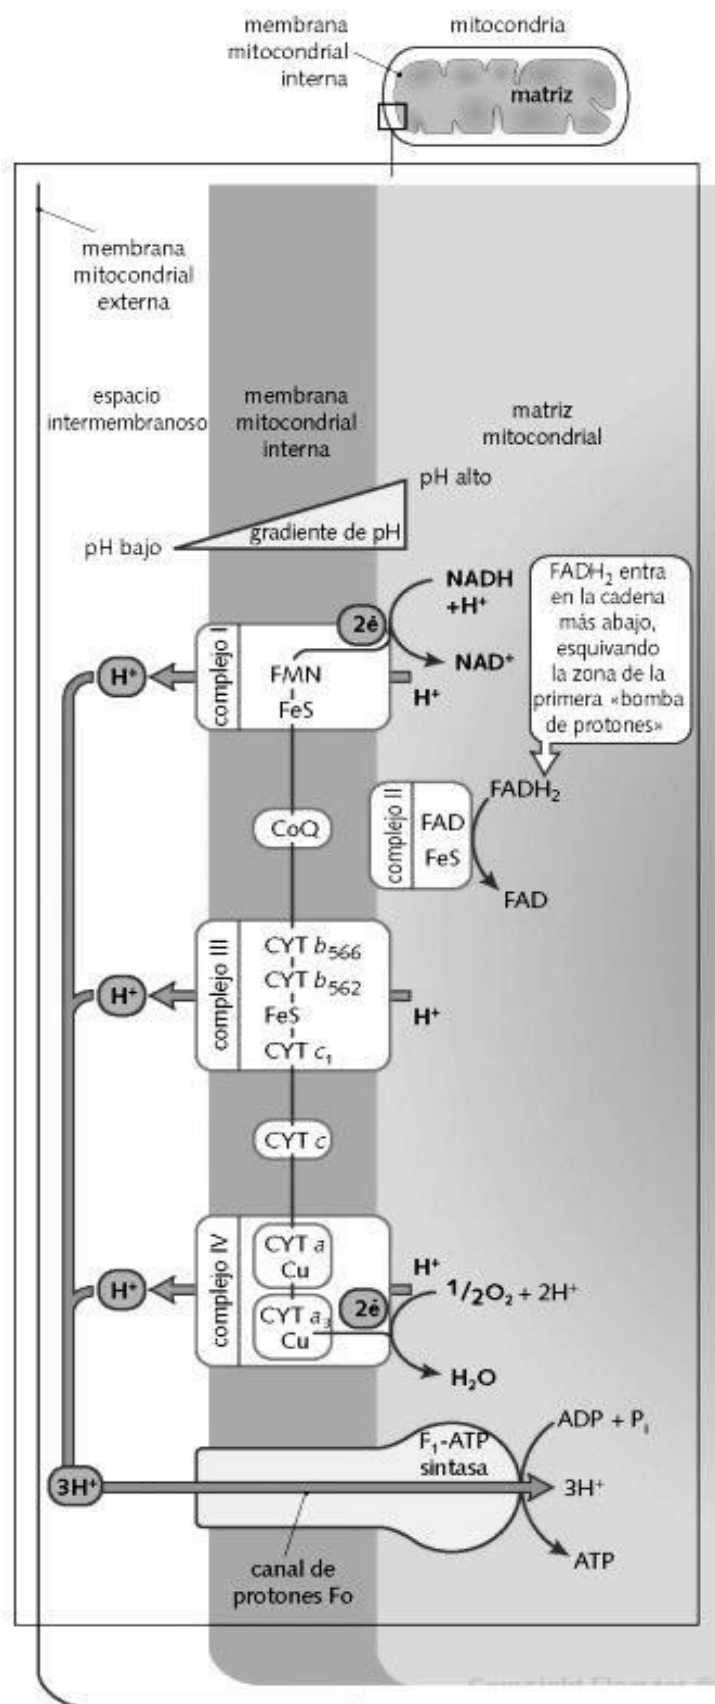 membrana
mitocondrial
interna
mitocondria
matriz
membrana
mitocondrial
externa
espacio
intermembranoso
membrana
mitocondrial
interna
matriz
mitocondrial
pH alto
gradiente de pH
pH bajo
NADH
+H⁺
2é
NAD⁺
FADH₂ entra
en la cadena
más abajo,
esquivando
la zona de la
primera «bomba
de protones»
complejo I
H⁺
FMN
FeS
H⁺
FADH₂
complejo II
FAD
FeS
FAD
CoQ
complejo III
H⁺
CYT b₅₆₆
CYT b₅₆₂
FeS
CYT c₁
H⁺
CYT c
complejo IV
H⁺
CYT a
Cu
H⁺
2é
1/2O₂ + 2H⁺
CYT a₃
Cu
H₂O
ADP + Pᵢ
F₁-ATP
sintasa
3H⁺
3H⁺
ATP
canal de
protones Fo